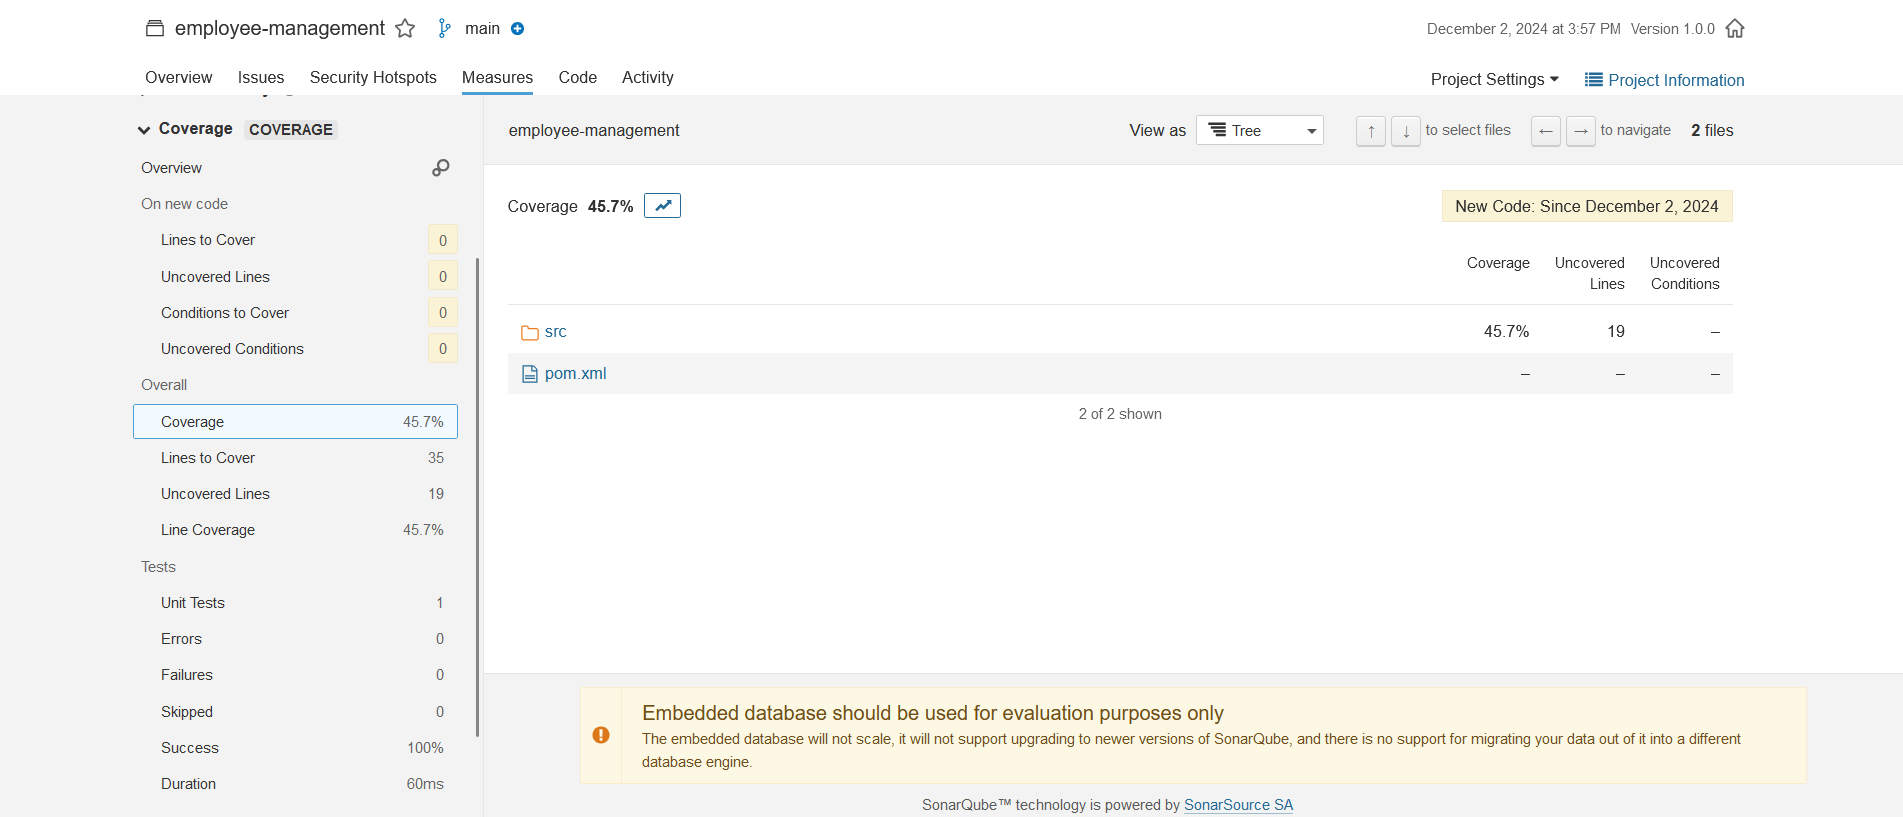 employee-management main
December 2, 2024 at 3:57 PM Version 1.0.0
Overview Issues Security Hotspots Measures Code Activity
Project Settings Project Information
Coverage COVERAGE
Overview
On new code
Lines to Cover 0
Uncovered Lines 0
Conditions to Cover 0
Uncovered Conditions 0
Overall
Coverage 45.7%
Lines to Cover 35
Uncovered Lines 19
Line Coverage 45.7%
Tests
Unit Tests 1
Errors 0
Failures 0
Skipped 0
Success 100%
Duration 60ms
employee-management
View as Tree ↑ ↓ to select files ← → to navigate 2 files
Coverage 45.7%
New Code: Since December 2, 2024
Coverage Uncovered Lines Uncovered Conditions
src 45.7% 19 –
pom.xml – – –
2 of 2 shown
Embedded database should be used for evaluation purposes only
The embedded database will not scale, it will not support upgrading to newer versions of SonarQube, and there is no support for migrating your data out of it into a different
database engine.
SonarQube™ technology is powered by SonarSource SA